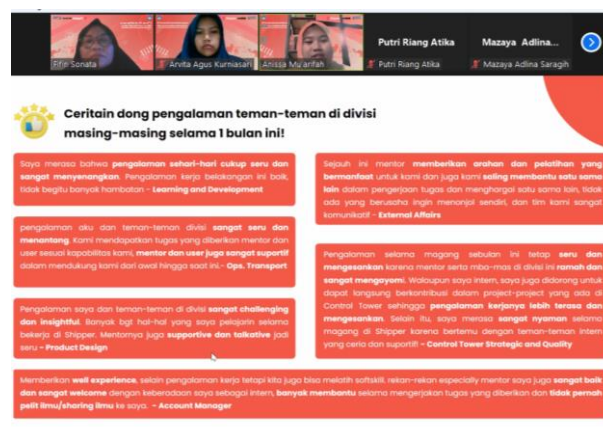 Putri Riang Atika
Mazaya Adlina...
Fifin Sonata
Arvita Agus Kurniasari
Anissa Mu'arifah
Putri Riang Atika
Mazaya Adlina Saragih
Ceritain dong pengalaman teman-teman di divisi
masing-masing selama 1 bulan ini!
Saya merasa bahwa pengalaman sehari-hari cukup seru dan
sangat menyenangkan. Pengalaman kerja belakangan ini baik,
tidak begitu banyak hambatan - Learning and Development
pengalaman aku dan teman-teman divisi sangat seru dan
menantang. Kami mendapatkan tugas yang diberikan mentor dan
user sesuai kapabilitas kami, mentor dan user juga sangat suportif
dalam mendukung kami dari awal hingga saat ini.- Ops. Transport
Pengalaman saya dan teman-teman di divisi sangat challenging
dan insightful. Banyak bgt hal-hal yang saya pelajarin selama
bekerja di Shipper. Mentornya juga supportive dan talkative jadi
seru - Product Design
Sejauh ini mentor memberikan arahan dan pelatihan yang
bermanfaat untuk kami dan juga kami saling membantu satu sama
lain dalam pengerjaan tugas dan menghargai satu sama lain, tidak
ada yang berusaha ingin menonjol sendiri, dan tim kami sangat
komunikatif - External Affairs
Pengalaman selama magang sebulan ini tetap seru dan
mengesankan karena mentor serta mba-mas di divisi ini ramah dan
sangat mengayomi. Walaupun saya intern, saya juga didorong untuk
dapat langsung berkontribusi dalam project-project yang ada di
Control Tower sehingga pengalaman kerjanya lebih terasa dan
mengesankan. Selain itu, saya merasa sangat nyaman selama
magang di Shipper karena bertemu dengan teman-teman intern
yang ceria dan suportif! - Control Tower Strategic and Quality
Memberikan well experience, selain pengalaman kerja tetapi kita juga bisa melatih softskill. rekan-rekan especially mentor saya juga sangat baik
dan sangat welcome dengan keberadaan saya sebagai intern, banyak membantu selama mengerjakan tugas yang diberikan dan tidak pernah
pelit ilmu/sharing ilmu ke saya. - Account Manager